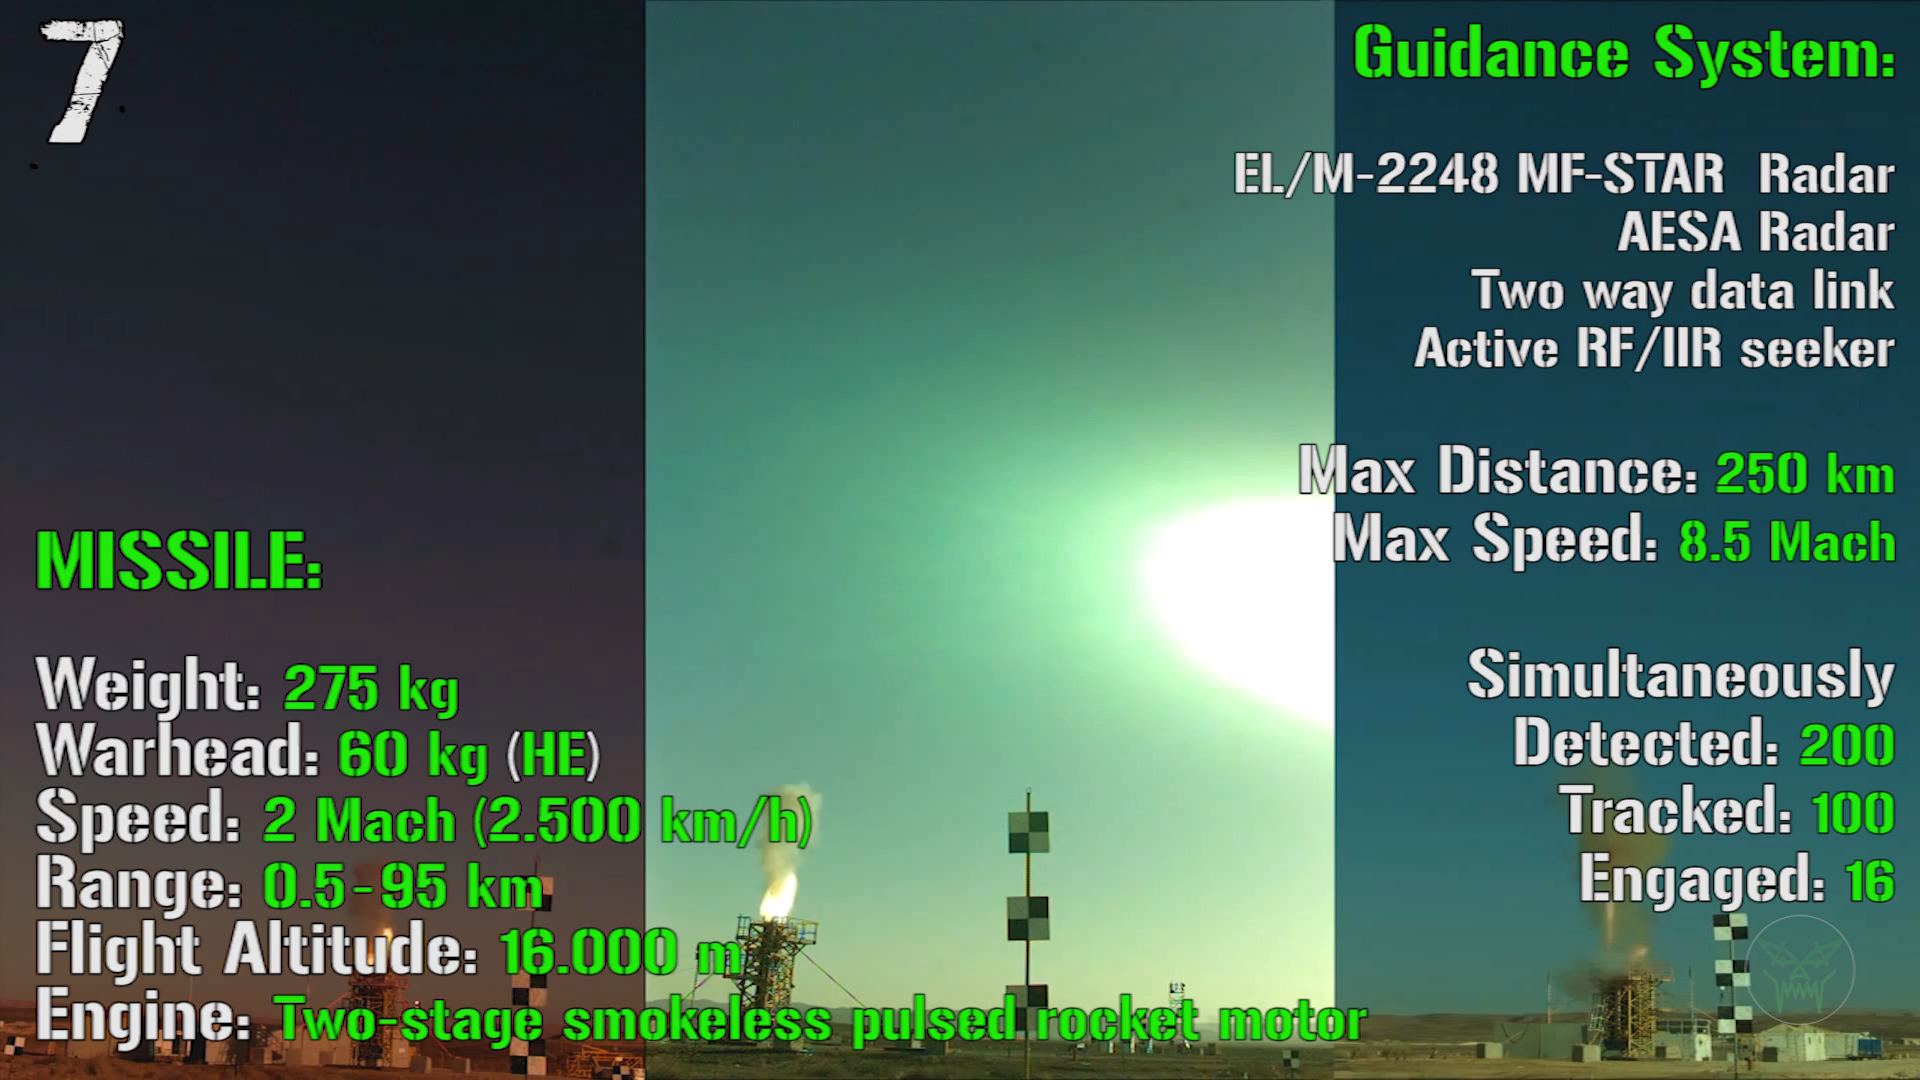 7
Guidance System:
EL/M-2248 MF-STAR Radar
AESA Radar
Two way data link
Active RF/IIR seeker
Max Distance: 250 km
Max Speed: 8.5 Mach
Simultaneously
Detected: 200
Tracked: 100
Engaged: 16
MISSILE:
Weight: 275 kg
Warhead: 60 kg (HE)
Speed: 2 Mach (2.500 km/h)
Range: 0.5-95 km
Flight Altitude: 16.000 m
Engine: Two-stage smokeless pulsed rocket motor